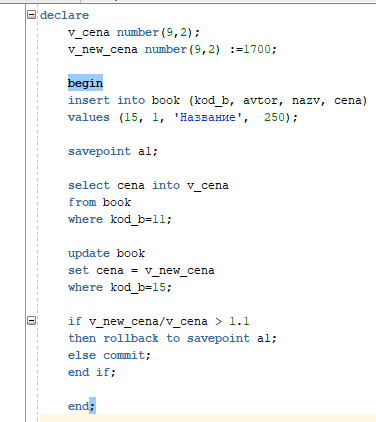 declare
v_cena number(9,2);
v_new_cena number(9,2) :=1700;
begin
insert into book (kod_b, avtor, nazv, cena)
values (15, 1, 'Название',  250);
savepoint a1;
select cena into v_cena
from book
where kod_b=11;
update book
set cena = v_new_cena
where kod_b=15;
if v_new_cena/v_cena > 1.1
then rollback to savepoint a1;
else commit;
end if;
end;